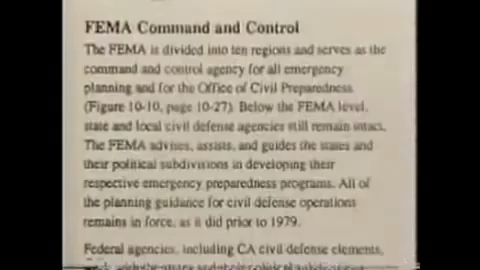 FEMA Command and Control
The FEMA is divided into ten regions and serves as the
command and control agency for all emergency
planning and for the Office of Civil Preparedness
(Figure 10-10, page 10-27). Below the FEMA level,
state and local civil defense agencies still remain intact.
The FEMA advises, assists, and guides the states and
their political subdivisions in developing their
respective emergency preparedness programs. All of
the planning guidance for civil defense operations
remains in force, as it did prior to 1979.
Federal agencies, including CA civil defense elements,